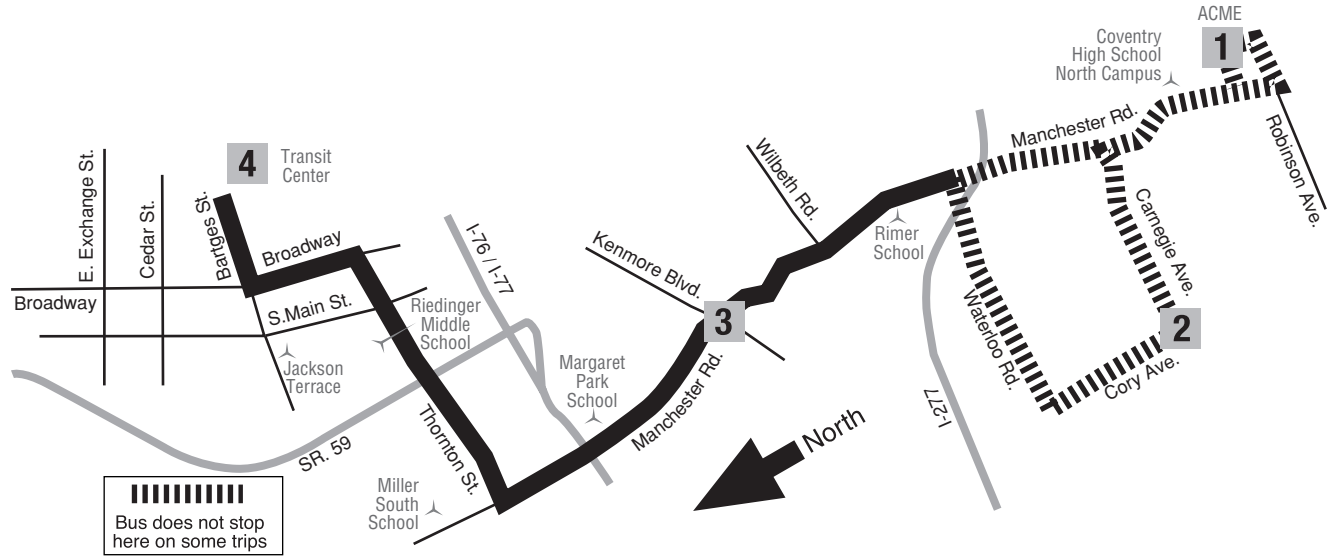 ACME
1
Coventry
High School
North Campus
Manchester Rd.
Robinson Ave.
4
Transit
Center
E. Exchange St.
Cedar St.
Bartges St.
Broadway
Broadway
S.Main St.
I-76 / I-77
Kenmore Blvd.
Wilbeth Rd.
Rimer
School
Carnegie Ave.
2
Cory Ave.
Waterloo Rd.
I-277
3
Manchester Rd.
Riedinger
Middle
School
Jackson
Terrace
Margaret
Park
School
Thornton St.
SR. 59
Miller
South
School
North
Bus does not stop
here on some trips